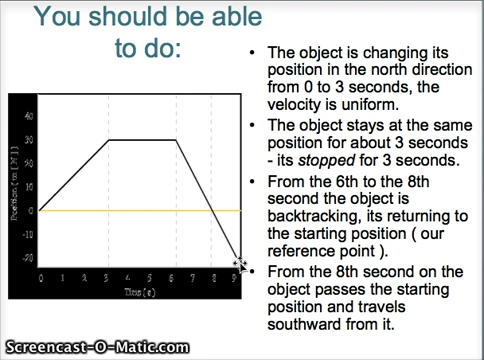 You should be able
to do:
• The object is changing its
position in the north direction
from 0 to 3 seconds, the
velocity is uniform.
• The object stays at the same
position for about 3 seconds
- its stopped for 3 seconds.
• From the 6th to the 8th
second the object is
backtracking, its returning to
the starting position ( our
reference point ).
• From the 8th second on the
object passes the starting
position and travels
southward from it.
Position(m[N])
40
30
20
10
0
-10
-20
0 1 2 3 4 5 6 7 8 9
Time(s)
Screencast-O-Matic.com